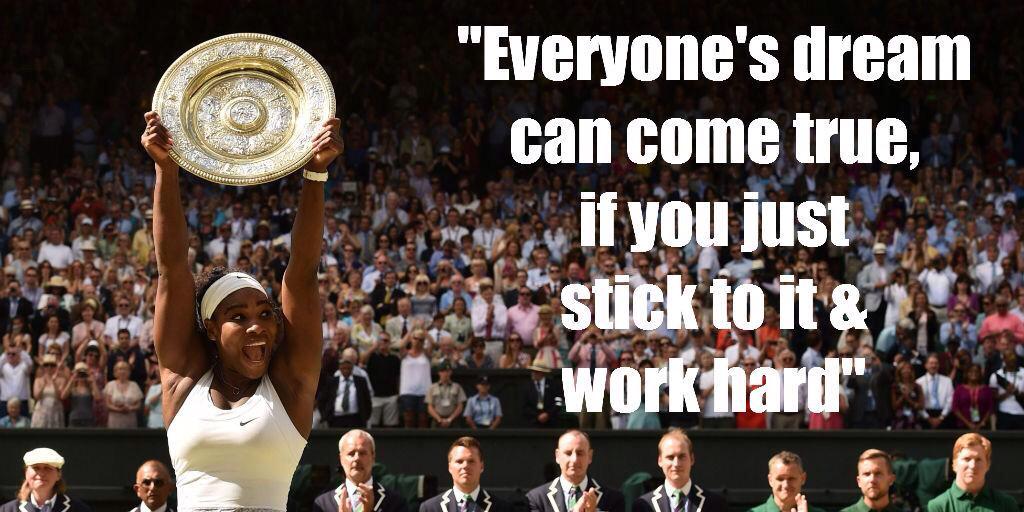 "Everyone's dream
can come true,
if you just
stick to it &
work hard"